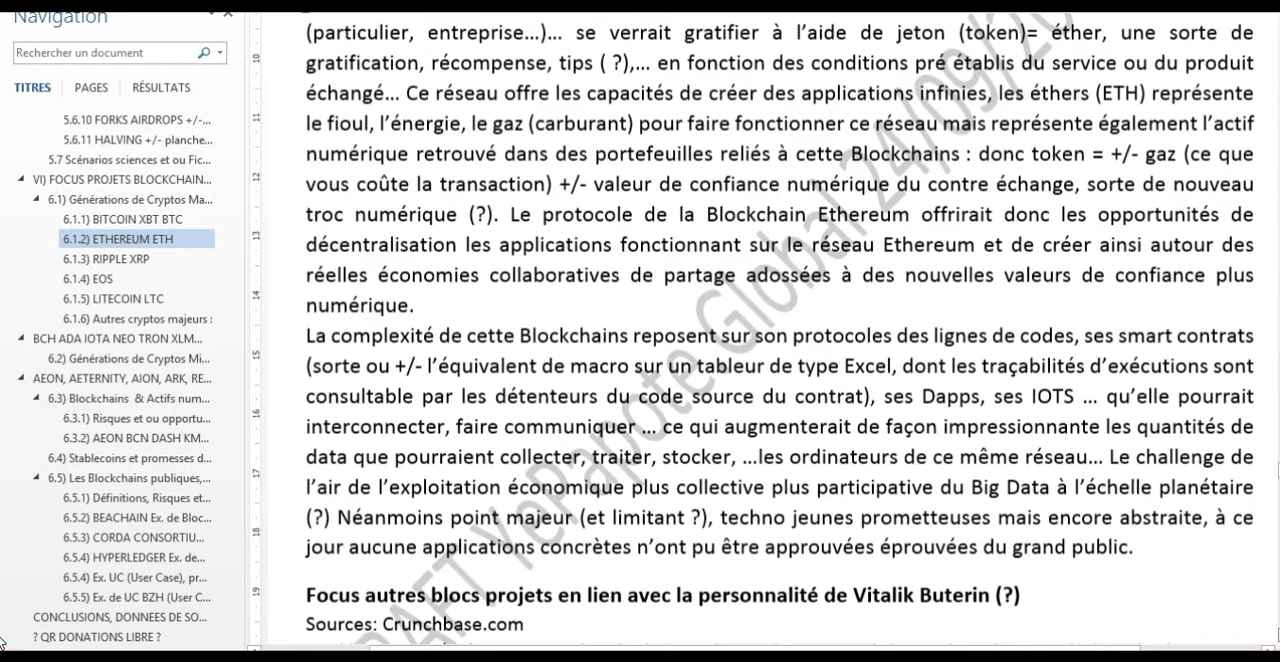 Navigation
Rechercher un document
TITRES PAGES RÉSULTATS
5.6.10 FORKS AIRDROPS +/-...
5.6.11 HALVING +/- planche...
5.7 Scénarios sciences et ou Fic...
VI) FOCUS PROJETS BLOCKCHAIN...
6.1) Générations de Cryptos Ma...
6.1.1) BITCOIN XBT BTC
6.1.2) ETHEREUM ETH
6.1.3) RIPPLE XRP
6.1.4) EOS
6.1.5) LITECOIN LTC
6.1.6) Autres cryptos majeurs :
BCH ADA IOTA NEO TRON XLM...
6.2) Générations de Cryptos Mi...
AEON, AETERNITY, AION, ARK, RE...
6.3) Blockchains & Actifs num...
6.3.1) Risques et ou opportu...
6.3.2) AEON BCN DASH KM...
6.4) Stablecoins et promesses d...
6.5) Les Blockchains publiques,...
6.5.1) Définitions, Risques et...
6.5.2) BEACHAIN Ex. de Bloc...
6.5.3) CORDA CONSORTIU...
6.5.4) HYPERLEDGER Ex. de...
6.5.4) Ex. UC (User Case), pr...
6.5.5) Ex. de UC BZH (User C...
CONCLUSIONS, DONNEES DE SO...
? QR DONATIONS LIBRE ?
10
11
12
13
14
15
16
17
18
19
(particulier, entreprise...)... se verrait gratifier à l'aide de jeton (token)= éther, une sorte de
gratification, récompense, tips ( ?),... en fonction des conditions pré établis du service ou du produit
échangé... Ce réseau offre les capacités de créer des applications infinies, les éthers (ETH) représente
le fioul, l'énergie, le gaz (carburant) pour faire fonctionner ce réseau mais représente également l'actif
numérique retrouvé dans des portefeuilles reliés à cette Blockchains : donc token = +/- gaz (ce que
vous coûte la transaction) +/- valeur de confiance numérique du contre échange, sorte de nouveau
troc numérique (?). Le protocole de la Blockchain Ethereum offrirait donc les opportunités de
décentralisation les applications fonctionnant sur le réseau Ethereum et de créer ainsi autour des
réelles économies collaboratives de partage adossées à des nouvelles valeurs de confiance plus
numérique.
La complexité de cette Blockchains reposent sur son protocoles des lignes de codes, ses smart contrats
(sorte ou +/- l'équivalent de macro sur un tableur de type Excel, dont les traçabilités d'exécutions sont
consultable par les détenteurs du code source du contrat), ses Dapps, ses IOTS ... qu'elle pourrait
interconnecter, faire communiquer ... ce qui augmenterait de façon impressionnante les quantités de
data que pourraient collecter, traiter, stocker, ...les ordinateurs de ce même réseau... Le challenge de
l'air de l'exploitation économique plus collective plus participative du Big Data à l'échelle planétaire
(?) Néanmoins point majeur (et limitant ?), techno jeunes prometteuses mais encore abstraite, à ce
jour aucune applications concrètes n'ont pu être approuvées éprouvées du grand public.
Focus autres blocs projets en lien avec la personnalité de Vitalik Buterin (?)
Sources: Crunchbase.com
DRAFT YePapote Global 24/09/20